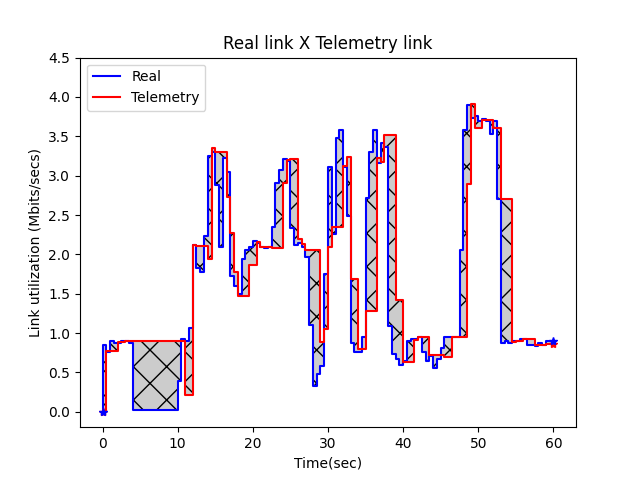 Real link X Telemetry link
Real
Telemetry
Link utilization (Mbits/secs)
4.5
4.0
3.5
3.0
2.5
2.0
1.5
1.0
0.5
0.0
0 10 20 30 40 50 60
Time(sec)